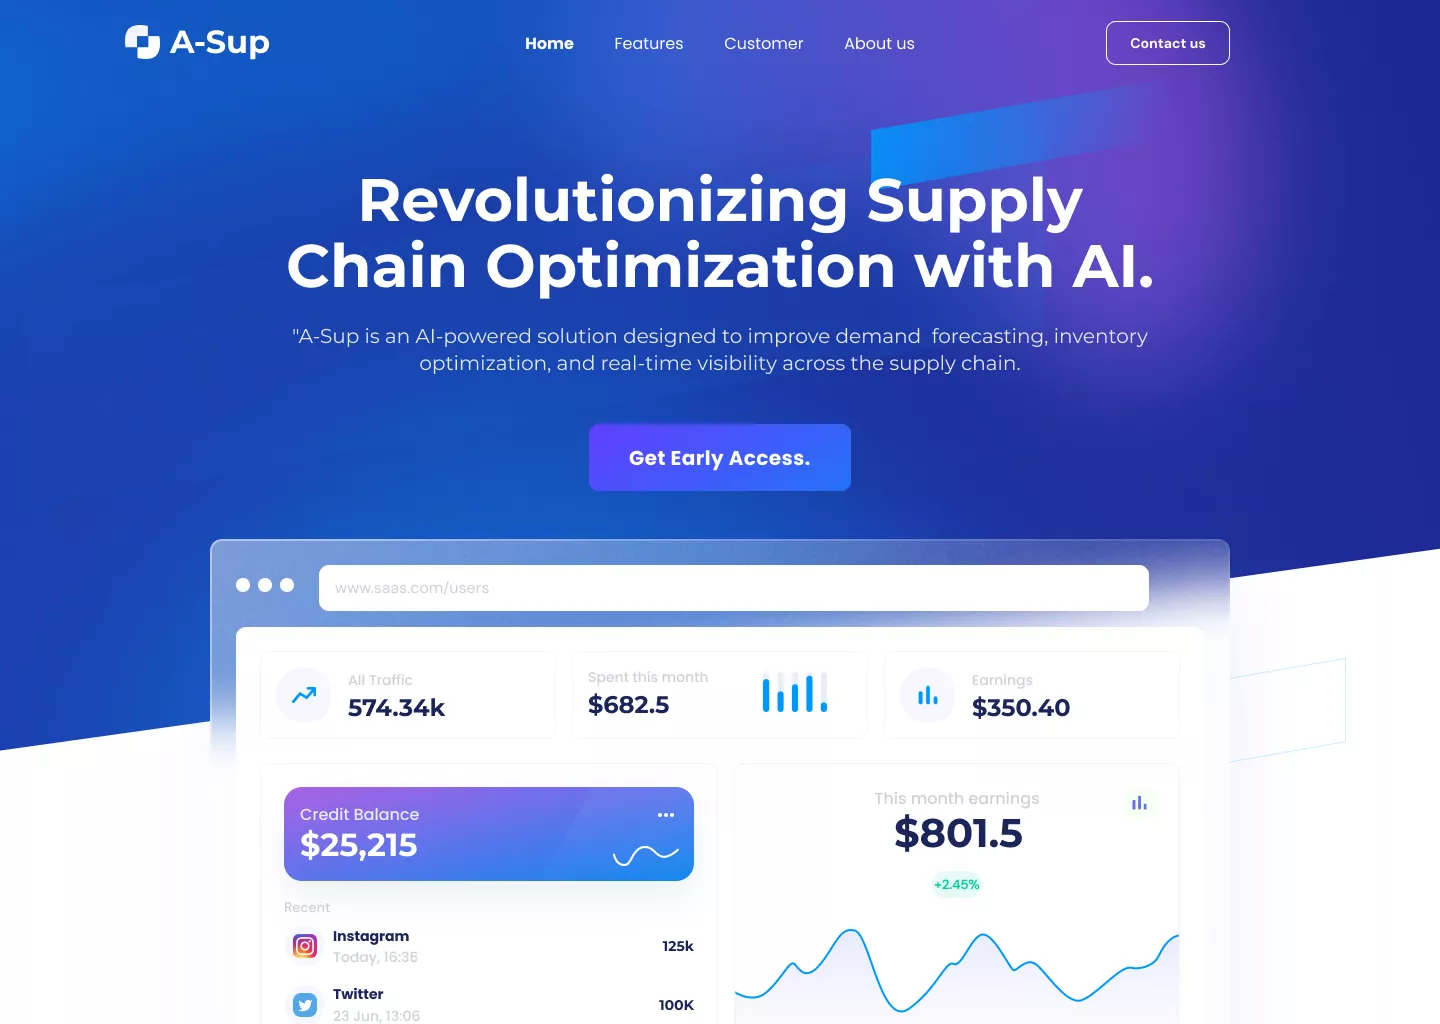 A-Sup
Home
Features
Customer
About us
Contact us
Revolutionizing Supply
Chain Optimization with AI.
"A-Sup is an AI-powered solution designed to improve demand  forecasting, inventory
optimization, and real-time visibility across the supply chain.
Get Early Access.
www.saas.com/users
All Traffic
574.34k
Spent this month
$682.5
Earnings
$350.40
Credit Balance
$25,215
Recent
Instagram
Today, 16:36
125k
Twitter
23 Jun, 13:06
100K
This month earnings
$801.5
+2.45%